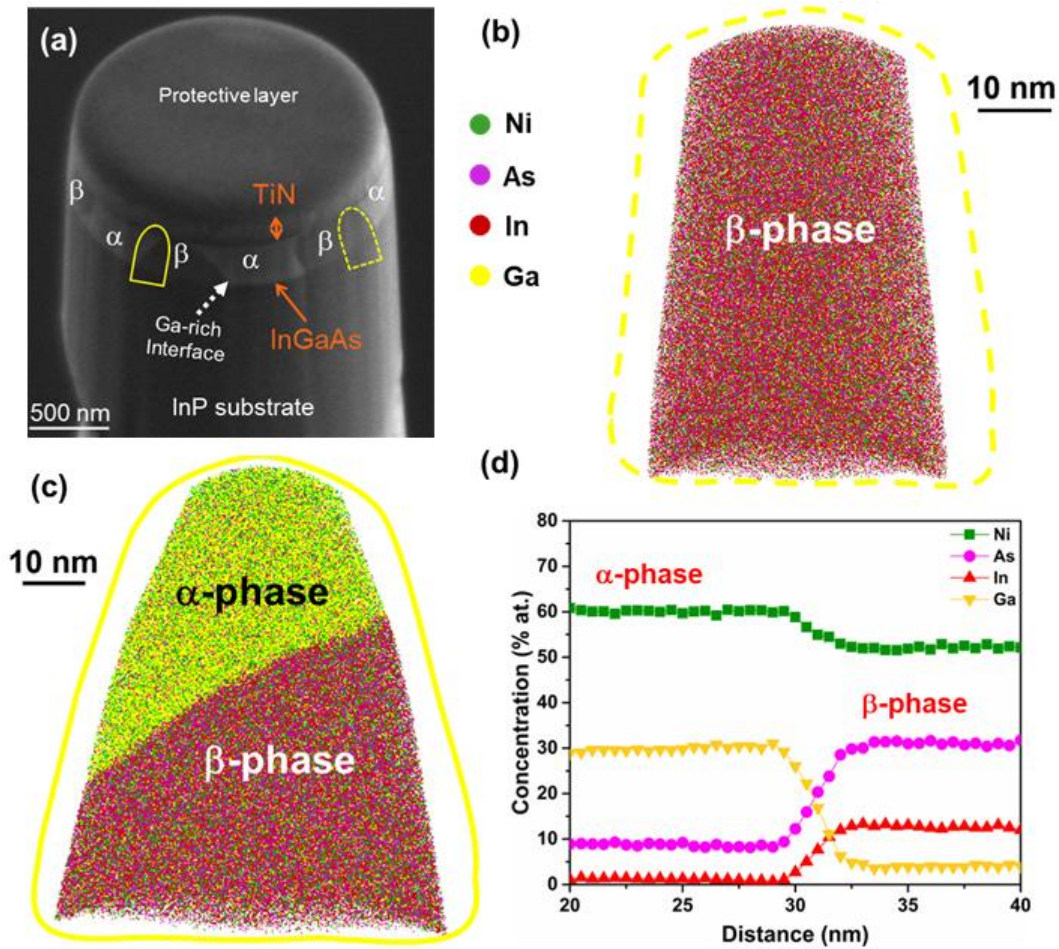 (a)
Protective layer
β
TiN
α
α
β
α
β
Ga-rich
Interface
InGaAs
InP substrate
500 nm
Ni
As
In
Ga
(b)
10 nm
β-phase
(c)
10 nm
α-phase
β-phase
(d)
80
70
60
50
40
30
20
10
0
Concentration (% at.)
α-phase
β-phase
Ni
As
In
Ga
20
25
30
35
40
Distance (nm)